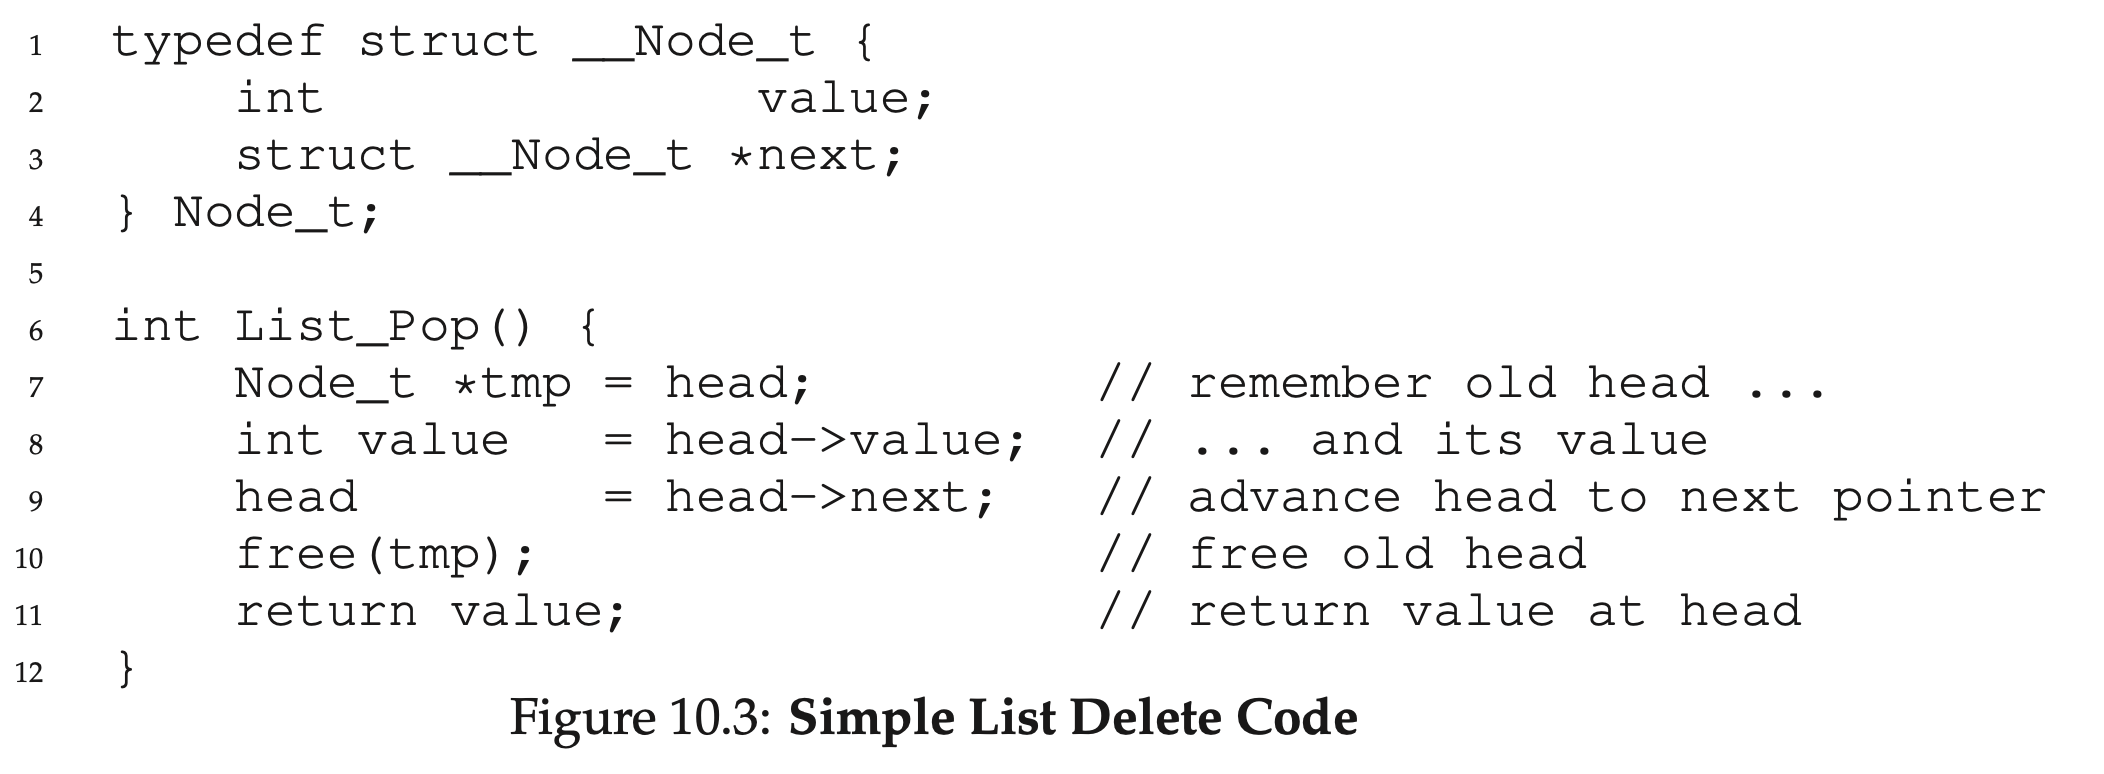 1 typedef struct __Node_t {
2     int              value;
3     struct __Node_t *next;
4 } Node_t;
5
6 int List_Pop() {
7     Node_t *tmp = head;         // remember old head ...
8     int value   = head->value;  // ... and its value
9     head        = head->next;   // advance head to next pointer
10     free(tmp);                  // free old head
11     return value;               // return value at head
12 }
Figure 10.3: Simple List Delete Code